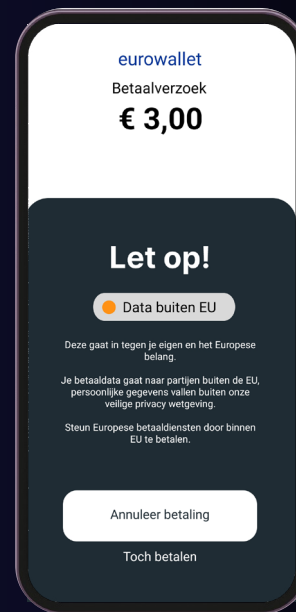 eurowallet
Betaalverzoek
€ 3,00
Let op!
Data buiten EU
Deze gaat in tegen je eigen en het Europese
belang.
Je betaaldata gaat naar partijen buiten de EU,
persoonlijke gegevens vallen buiten onze
veilige privacy wetgeving.
Steun Europese betaaldiensten door binnen
EU te betalen.
Annuleer betaling
Toch betalen